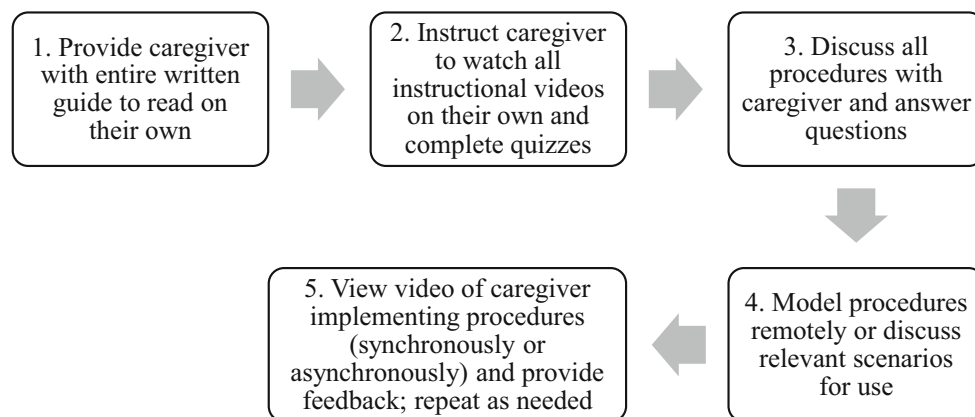 1. Provide caregiver
with entire written
guide to read on
their own
2. Instruct caregiver
to watch all
instructional videos
on their own and
complete quizzes
3. Discuss all
procedures with
caregiver and answer
questions
4. Model procedures
remotely or discuss
relevant scenarios
for use
5. View video of caregiver
implementing procedures
(synchronously or
asynchronously) and provide
feedback; repeat as needed